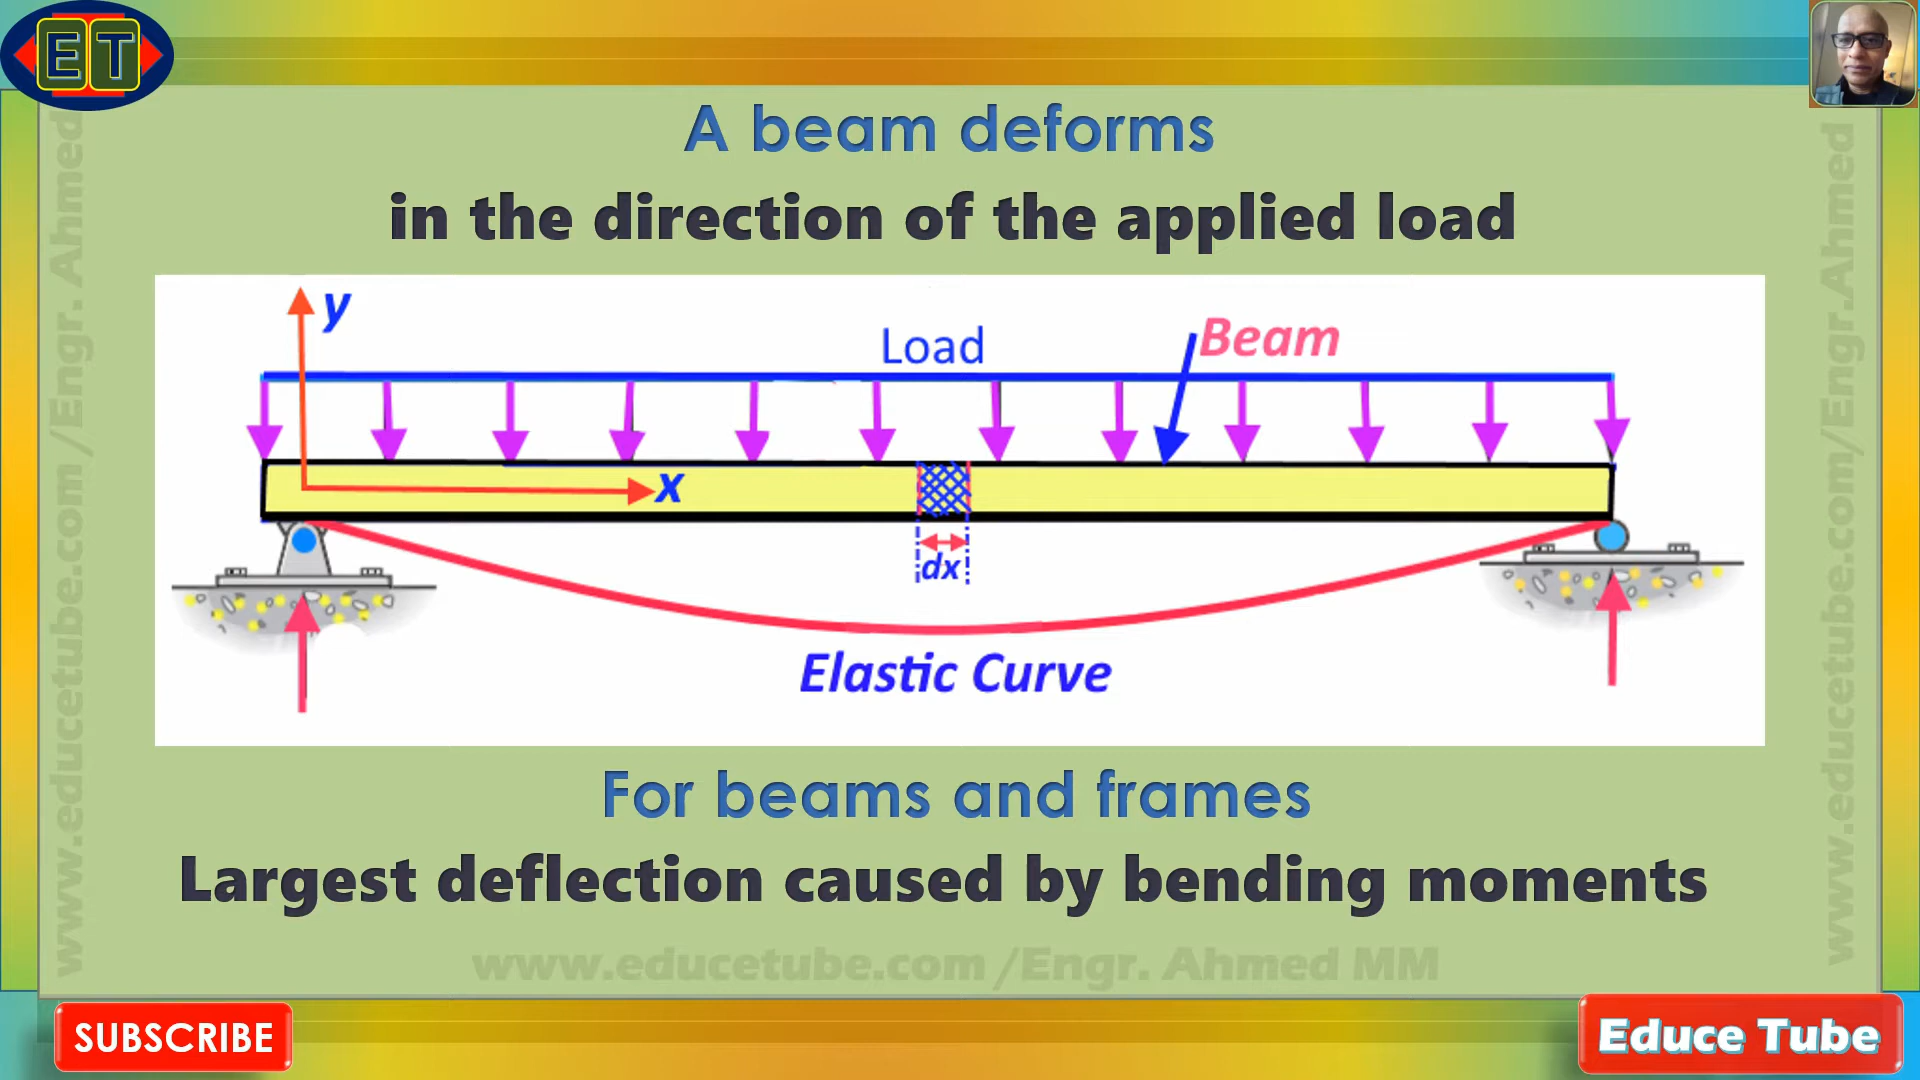 ET
A beam deforms
in the direction of the applied load
y
Load
Beam
x
dx
Elastic Curve
For beams and frames
Largest deflection caused by bending moments
www.educetube.com /Engr. Ahmed
www.educetube.com/Engr.Ahmed
www.educetube.com /Engr. Ahmed MM
SUBSCRIBE
Educe Tube